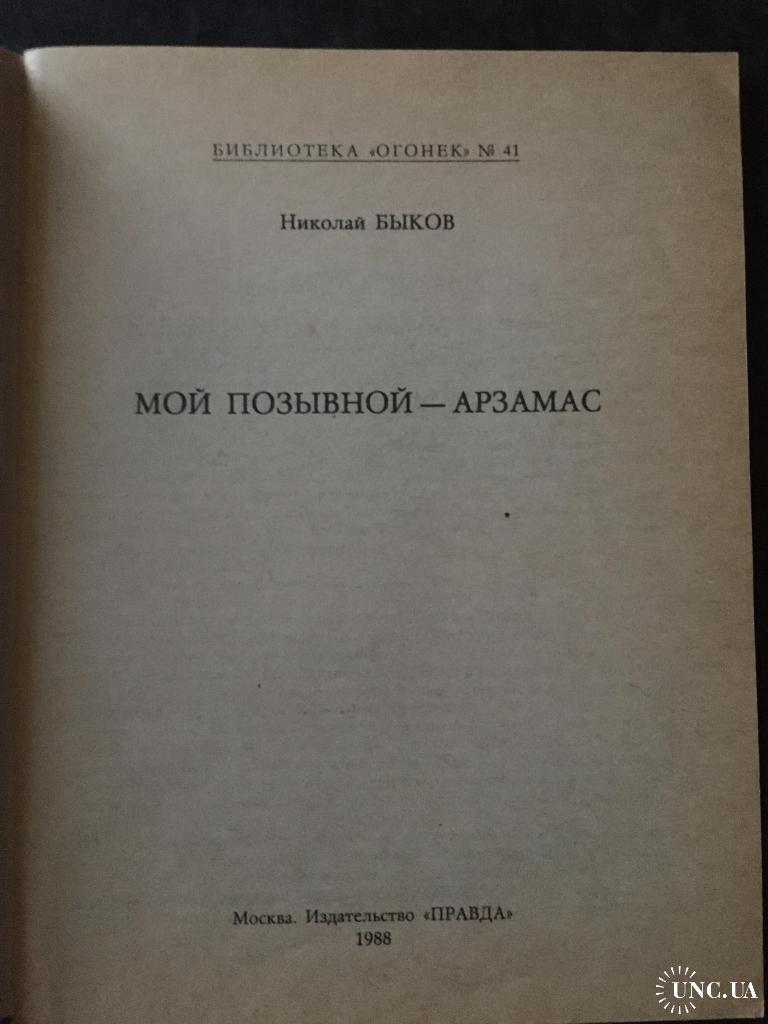 БИБЛИОТЕКА «ОГОНЕК» № 41
Николай БЫКОВ
МОЙ ПОЗЫВНОЙ — АРЗАМАС
Москва. Издательство «ПРАВДА»
1988
UNC.UA